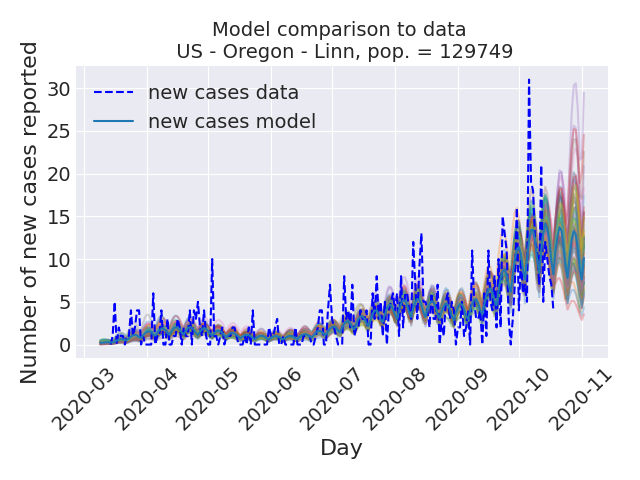 Model comparison to data
US - Oregon - Linn, pop. = 129749
Number of new cases reported
30
25
20
15
10
5
0
new cases data
new cases model
2020-03
2020-04
2020-05
2020-06
2020-07
2020-08
2020-09
2020-10
2020-11
Day